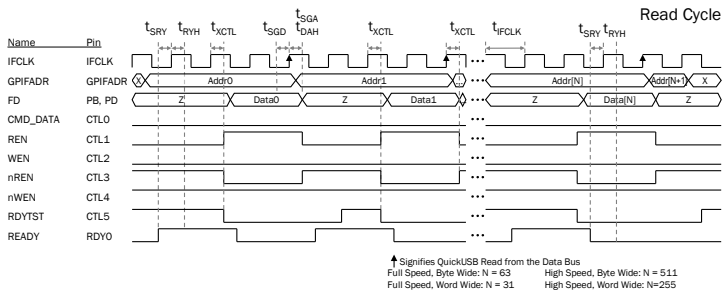 Read Cycle
tSRY tRYH tXCTL tSGD tSGA tDAH tXCTL tXCTL tIFCLK tSRY tRYH
Name Pin
IFCLK IFCLK
GPIFADR GPIFADR X Addr0 Addr1 ... ••• Addr[N] Addr[N+1] X
FD PB, PD Z Data0 Z Data1 ••• Z Data[N] Z
CMD_DATA CTL0 •••
REN CTL1 •••
WEN CTL2 •••
nREN CTL3 •••
nWEN CTL4 •••
RDYTST CTL5 •••
READY RDY0 •••
Signifies QuickUSB Read from the Data Bus
Full Speed, Byte Wide: N = 63 High Speed, Byte Wide: N = 511
Full Speed, Word Wide: N = 31 High Speed, Word Wide: N=255